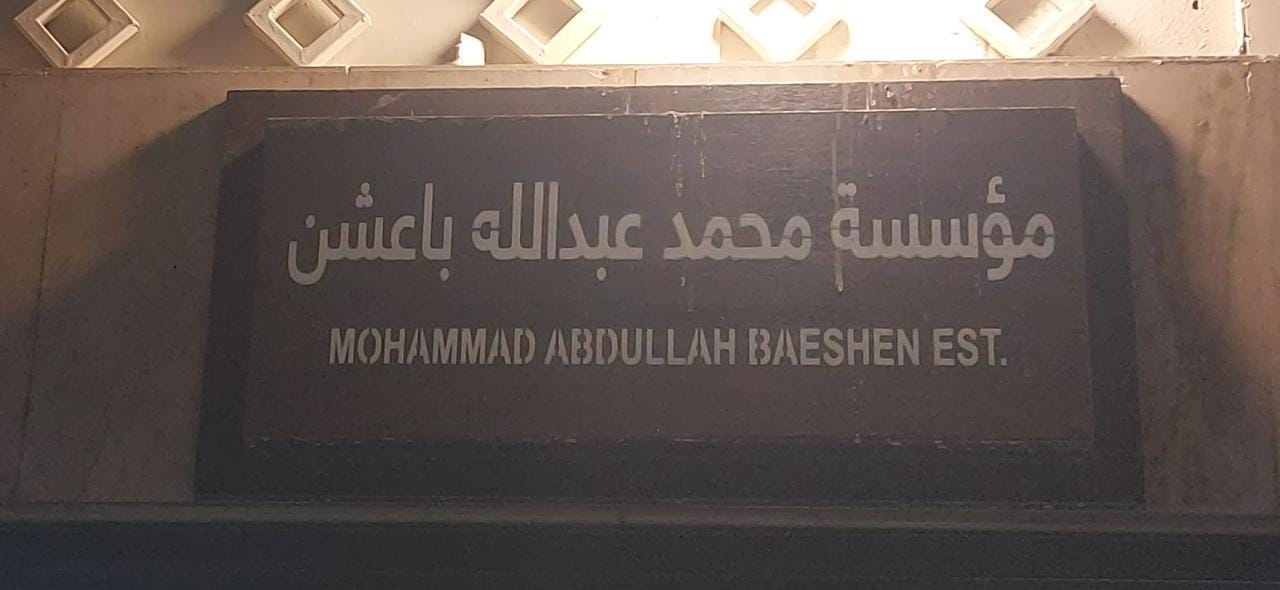 مؤسسة محمد عبدالله باعشن
MOHAMMAD ABDULLAH BAESHEN EST.